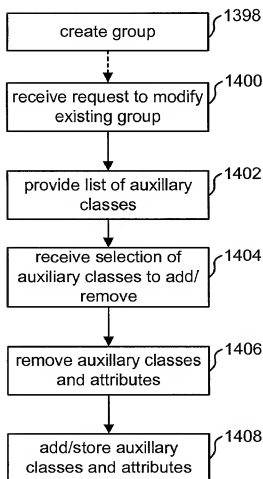 create group
1398
receive request to modify
existing group
1400
provide list of auxillary
classes
1402
receive selection of
auxiliary classes to add/
remove
1404
remove auxillary classes
and attributes
1406
add/store auxillary
classes and attributes
1408